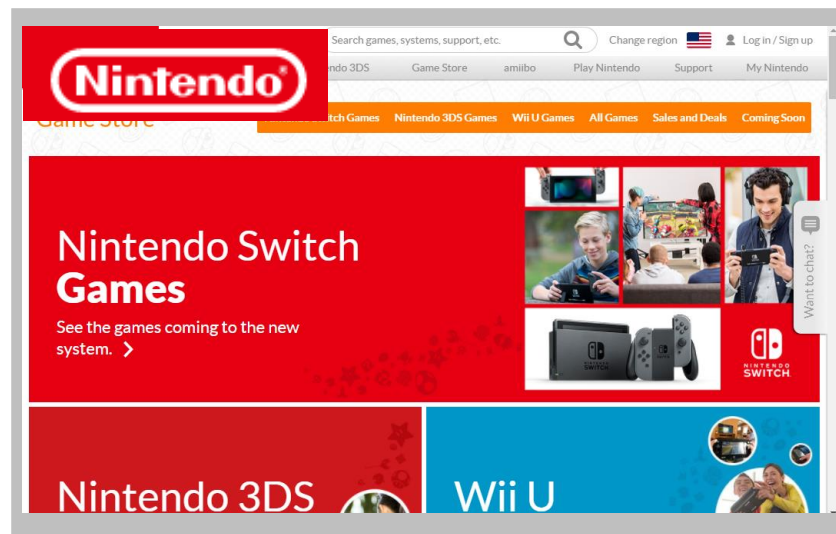 Nintendo®
Search games, systems, support, etc.
Change region
Log in / Sign up
ndo 3DS
Game Store
amiibo
Play Nintendo
Support
My Nintendo
Game Store
tch Games
Nintendo 3DS Games
Wii U Games
All Games
Sales and Deals
Coming Soon
Nintendo Switch
Games
See the games coming to the new
system.
Want to chat?
SWITCH
NINTENDO
SWITCH
Nintendo 3DS
Wii U